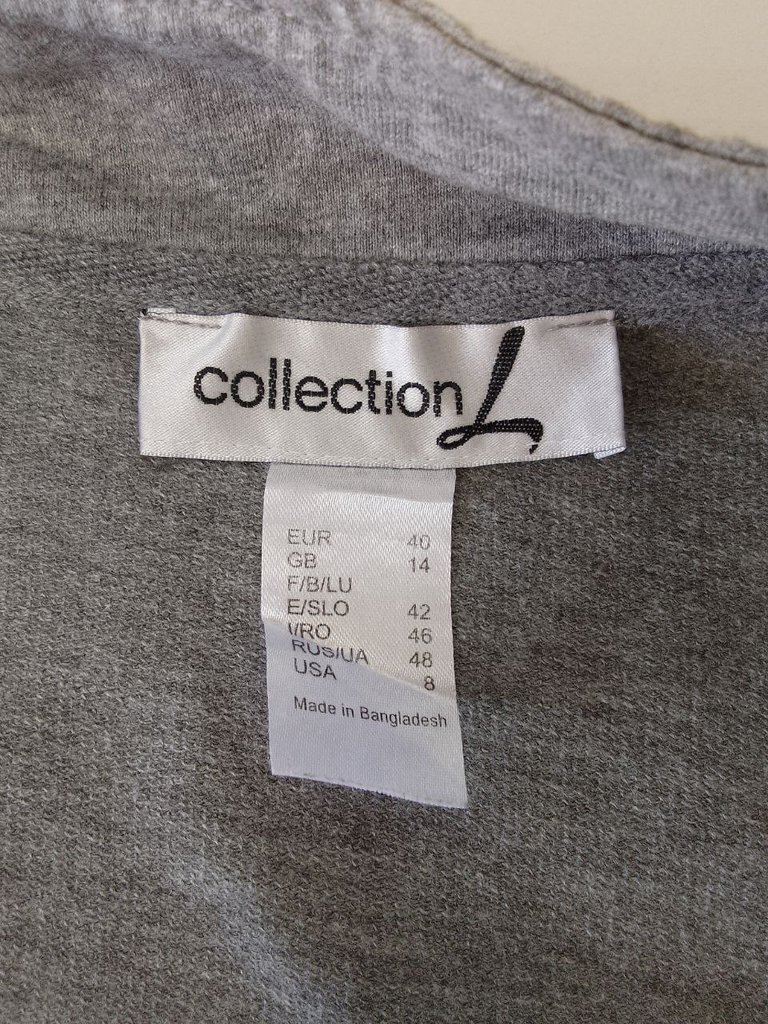 collection L
EUR 40
GB 14
F/B/LU
E/SLO 42
I/RO 46
RUS/UA 48
USA 8
Made in Bangladesh